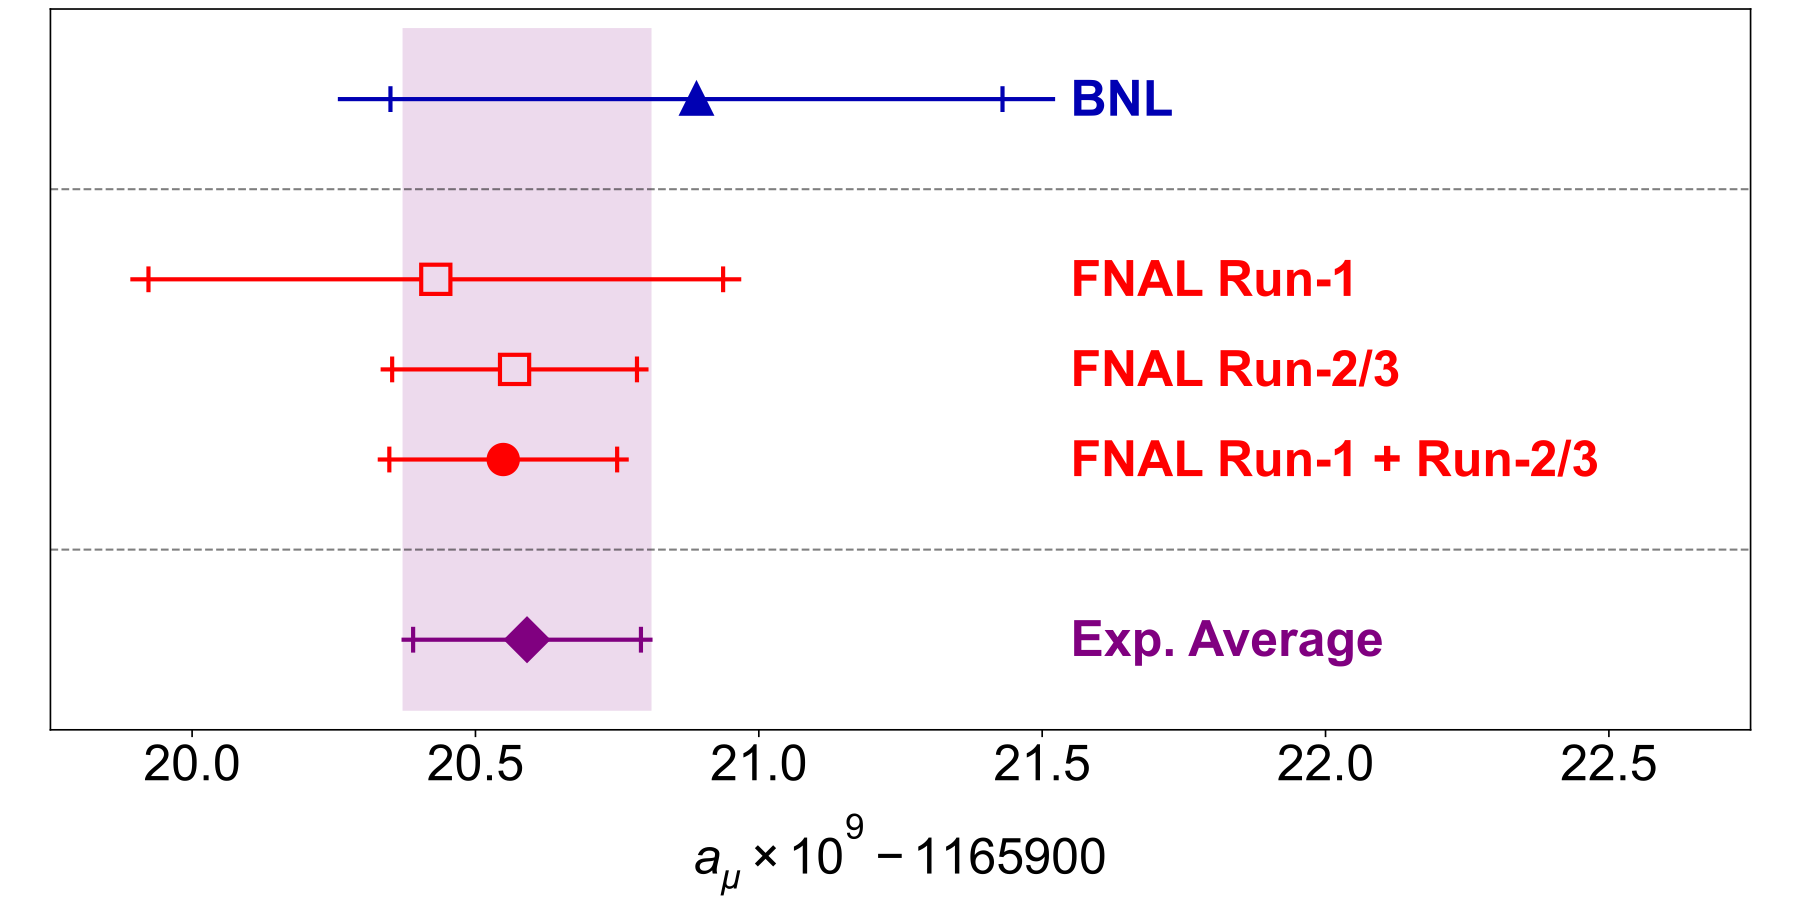 BNL
FNAL Run-1
FNAL Run-2/3
FNAL Run-1 + Run-2/3
Exp. Average
20.0 20.5 21.0 21.5 22.0 22.5
aμ × 10⁹ − 1165900